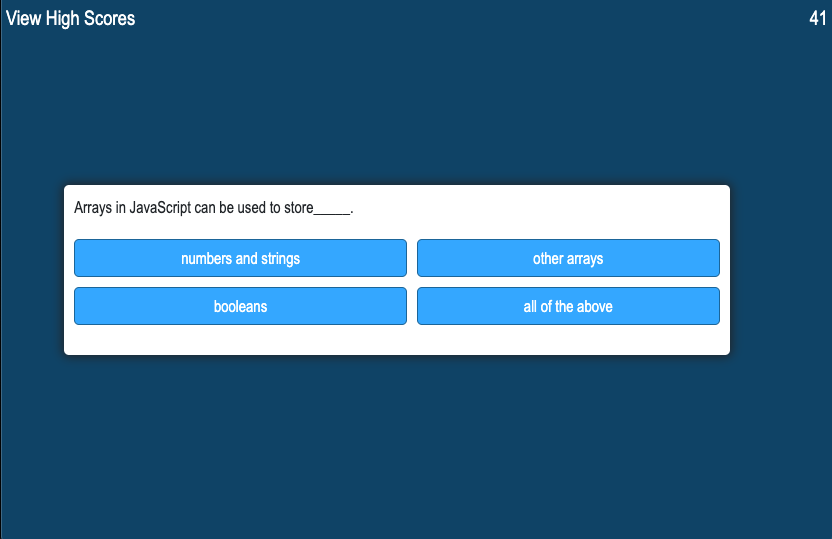 View High Scores
41
Arrays in JavaScript can be used to store_____.
numbers and strings
other arrays
booleans
all of the above